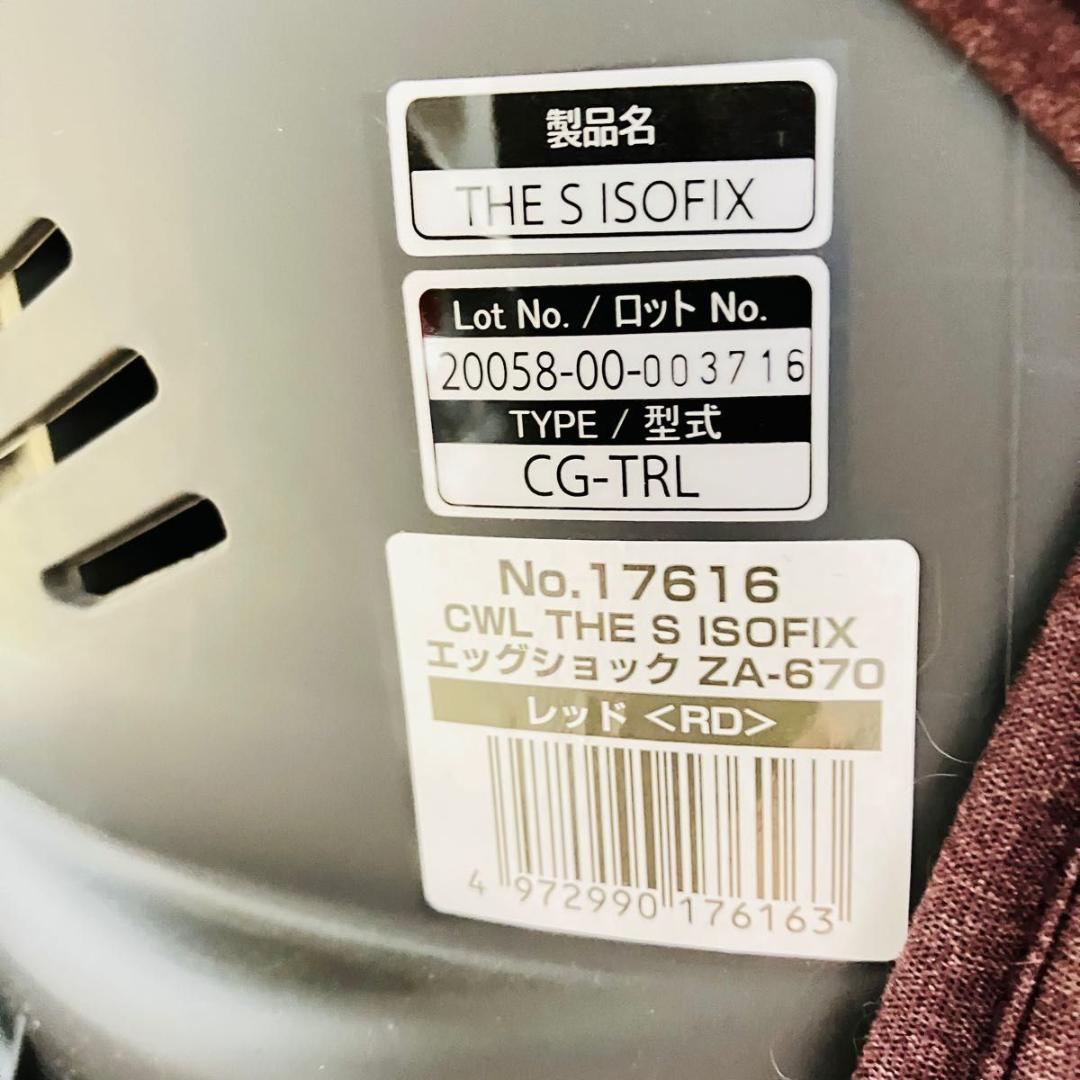 製品名
THE S ISOFIX
Lot No. / ロット No.
20058-00-003716
TYPE / 型式
CG-TRL
No.17616
CWL THE S ISOFIX
エッグショック ZA-670
レッド <RD>
4 972990 176163